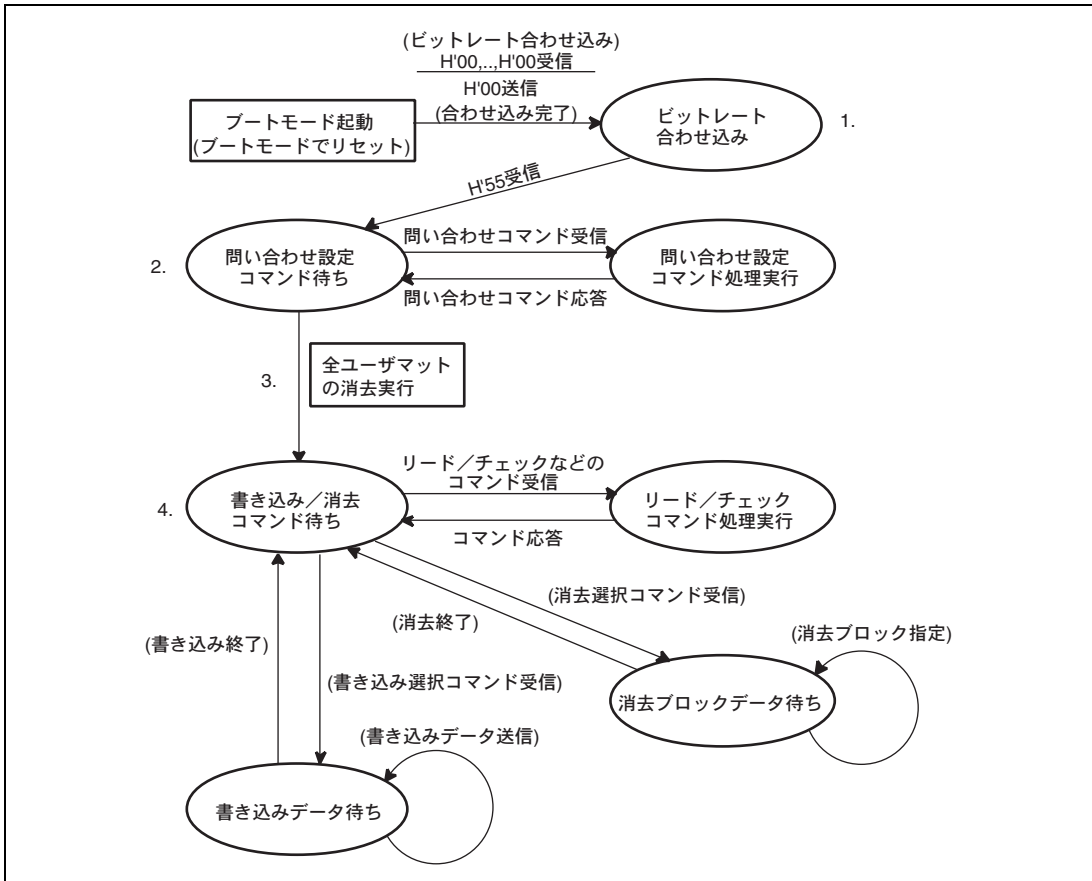 (ビットレート合わせ込み)
H'00,..,H'00受信
H'00送信
(合わせ込み完了)
ブートモード起動
(ブートモードでリセット)
ビットレート
合わせ込み
1.
H'55受信
2.
問い合わせ設定
コマンド待ち
問い合わせコマンド受信
問い合わせコマンド応答
問い合わせ設定
コマンド処理実行
3.
全ユーザマット
の消去実行
4.
書き込み／消去
コマンド待ち
リード／チェックなどの
コマンド受信
コマンド応答
リード／チェック
コマンド処理実行
(消去選択コマンド受信)
(消去終了)
(書き込み終了)
(書き込み選択コマンド受信)
(消去ブロック指定)
消去ブロックデータ待ち
(書き込みデータ送信)
書き込みデータ待ち